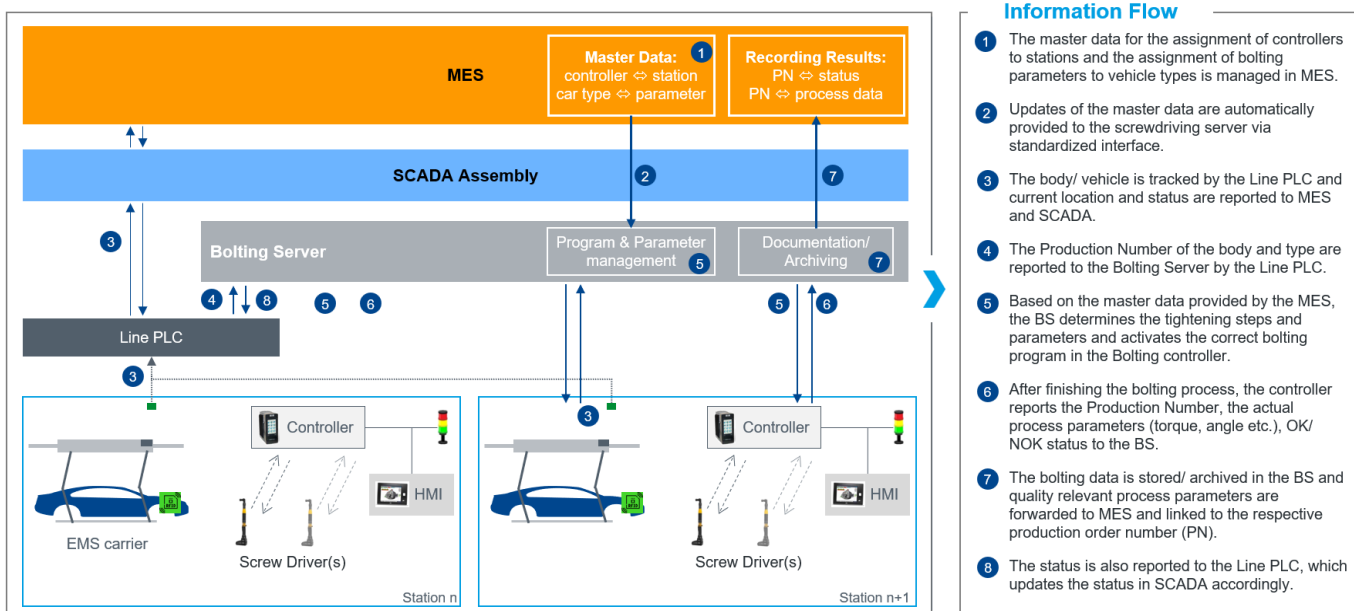 MES
Master Data:
controller ⇔ station
car type ⇔ parameter
1
Recording Results:
PN ⇔ status
PN ⇔ process data
SCADA Assembly
2
7
3
Bolting Server
Program & Parameter
management
5
Documentation/
Archiving
7
4
8
5
6
5
6
Line PLC
3
3
Controller
HMI
EMS carrier
Screw Driver(s)
Station n
Controller
HMI
Screw Driver(s)
Station n+1
Information Flow
1 The master data for the assignment of controllers
to stations and the assignment of bolting
parameters to vehicle types is managed in MES.
2 Updates of the master data are automatically
provided to the screwdriving server via
standardized interface.
3 The body/ vehicle is tracked by the Line PLC and
current location and status are reported to MES
and SCADA.
4 The Production Number of the body and type are
reported to the Bolting Server by the Line PLC.
5 Based on the master data provided by the MES,
the BS determines the tightening steps and
parameters and activates the correct bolting
program in the Bolting controller.
6 After finishing the bolting process, the controller
reports the Production Number, the actual
process parameters (torque, angle etc.), OK/
NOK status to the BS.
7 The bolting data is stored/ archived in the BS and
quality relevant process parameters are
forwarded to MES and linked to the respective
production order number (PN).
8 The status is also reported to the Line PLC, which
updates the status in SCADA accordingly.